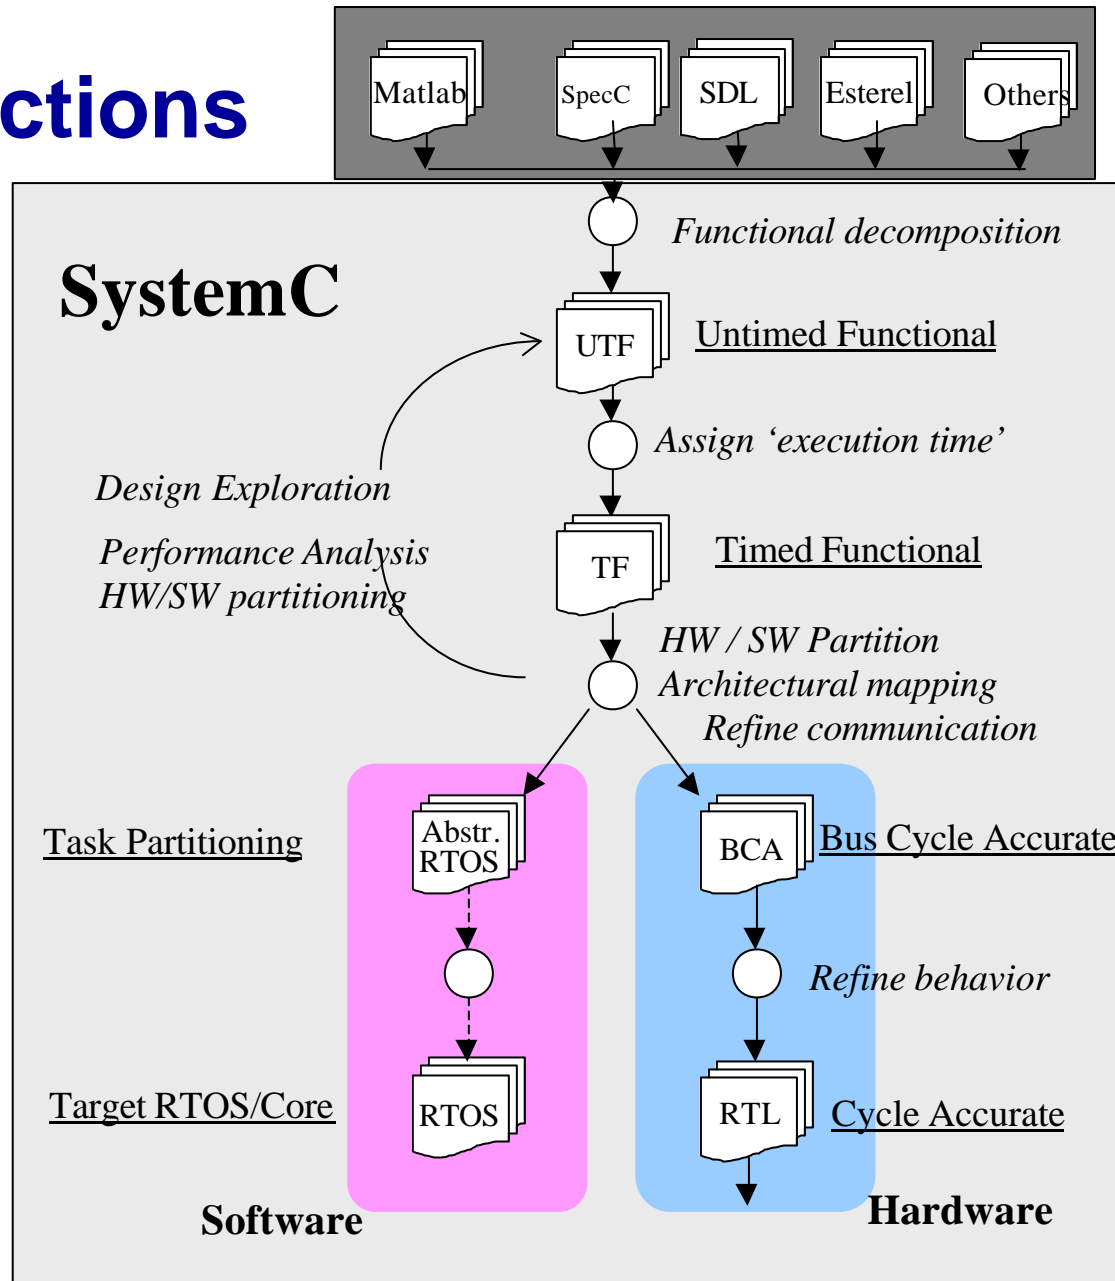 ctions
Matlab
SpecC
SDL
Esterel
Others
Functional decomposition
SystemC
UTF
Untimed Functional
Assign ‘execution time’
Design Exploration
Performance Analysis
HW/SW partitioning
TF
Timed Functional
HW / SW Partition
Architectural mapping
Refine communication
Task Partitioning
Abstr.
RTOS
BCA
Bus Cycle Accurate
Refine behavior
Target RTOS/Core
RTOS
RTL
Cycle Accurate
Software
Hardware